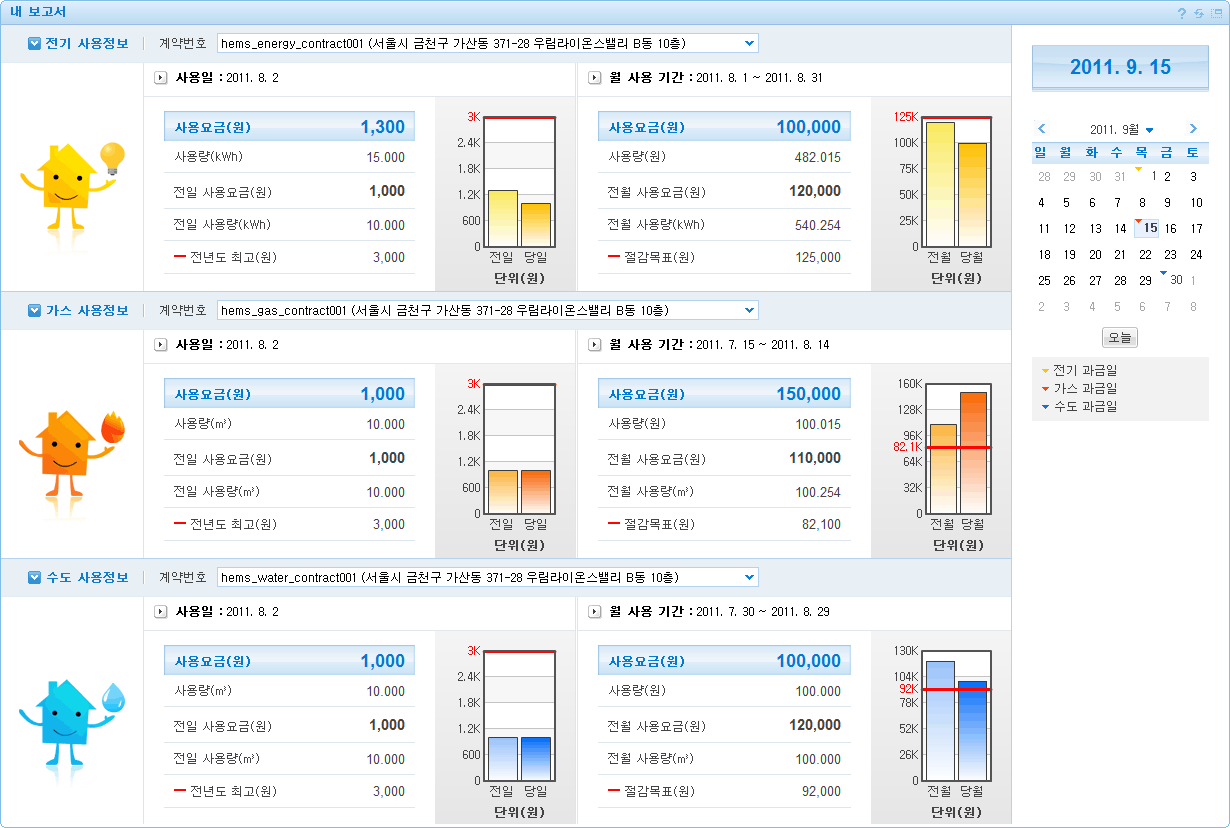 내 보고서
전기 사용정보 계약번호 hems_energy_contract001 (서울시 금천구 가산동 371-28 우림라이온스밸리 B동 10층)
사용일 : 2011. 8. 2
사용요금(원) 1,300
사용량(kWh) 15.000
전일 사용요금(원) 1,000
전일 사용량(kWh) 10.000
전년도 최고(원) 3,000
3K
2.4K
1.8K
1.2K
600
0
전일 당일
단위(원)
월 사용 기간 : 2011. 8. 1 ~ 2011. 8. 31
사용요금(원) 100,000
사용량(원) 482.015
전월 사용요금(원) 120,000
전월 사용량(kWh) 540.254
절감목표(원) 125,000
125K
100K
75K
50K
25K
0
전월 당월
단위(원)
가스 사용정보 계약번호 hems_gas_contract001 (서울시 금천구 가산동 371-28 우림라이온스밸리 B동 10층)
사용일 : 2011. 8. 2
사용요금(원) 1,000
사용량(m³) 10.000
전일 사용요금(원) 1,000
전일 사용량(m³) 10.000
전년도 최고(원) 3,000
3K
2.4K
1.8K
1.2K
600
0
전일 당일
단위(원)
월 사용 기간 : 2011. 7. 15 ~ 2011. 8. 14
사용요금(원) 150,000
사용량(원) 100.015
전월 사용요금(원) 110,000
전월 사용량(m³) 100.254
절감목표(원) 82,100
160K
128K
96K
82.1K
64K
32K
0
전월 당월
단위(원)
수도 사용정보 계약번호 hems_water_contract001 (서울시 금천구 가산동 371-28 우림라이온스밸리 B동 10층)
사용일 : 2011. 8. 2
사용요금(원) 1,000
사용량(m³) 10.000
전일 사용요금(원) 1,000
전일 사용량(m³) 10.000
전년도 최고(원) 3,000
3K
2.4K
1.8K
1.2K
600
0
전일 당일
단위(원)
월 사용 기간 : 2011. 7. 30 ~ 2011. 8. 29
사용요금(원) 100,000
사용량(원) 100.000
전월 사용요금(원) 120,000
전월 사용량(m³) 100.000
절감목표(원) 92,000
130K
104K
92K
78K
52K
26K
0
전월 당월
단위(원)
2011. 9. 15
2011. 9월
일 월 화 수 목 금 토
28 29 30 31 1 2 3
4 5 6 7 8 9 10
11 12 13 14 15 16 17
18 19 20 21 22 23 24
25 26 27 28 29 30 1
2 3 4 5 6 7 8
오늘
전기 과금일
가스 과금일
수도 과금일